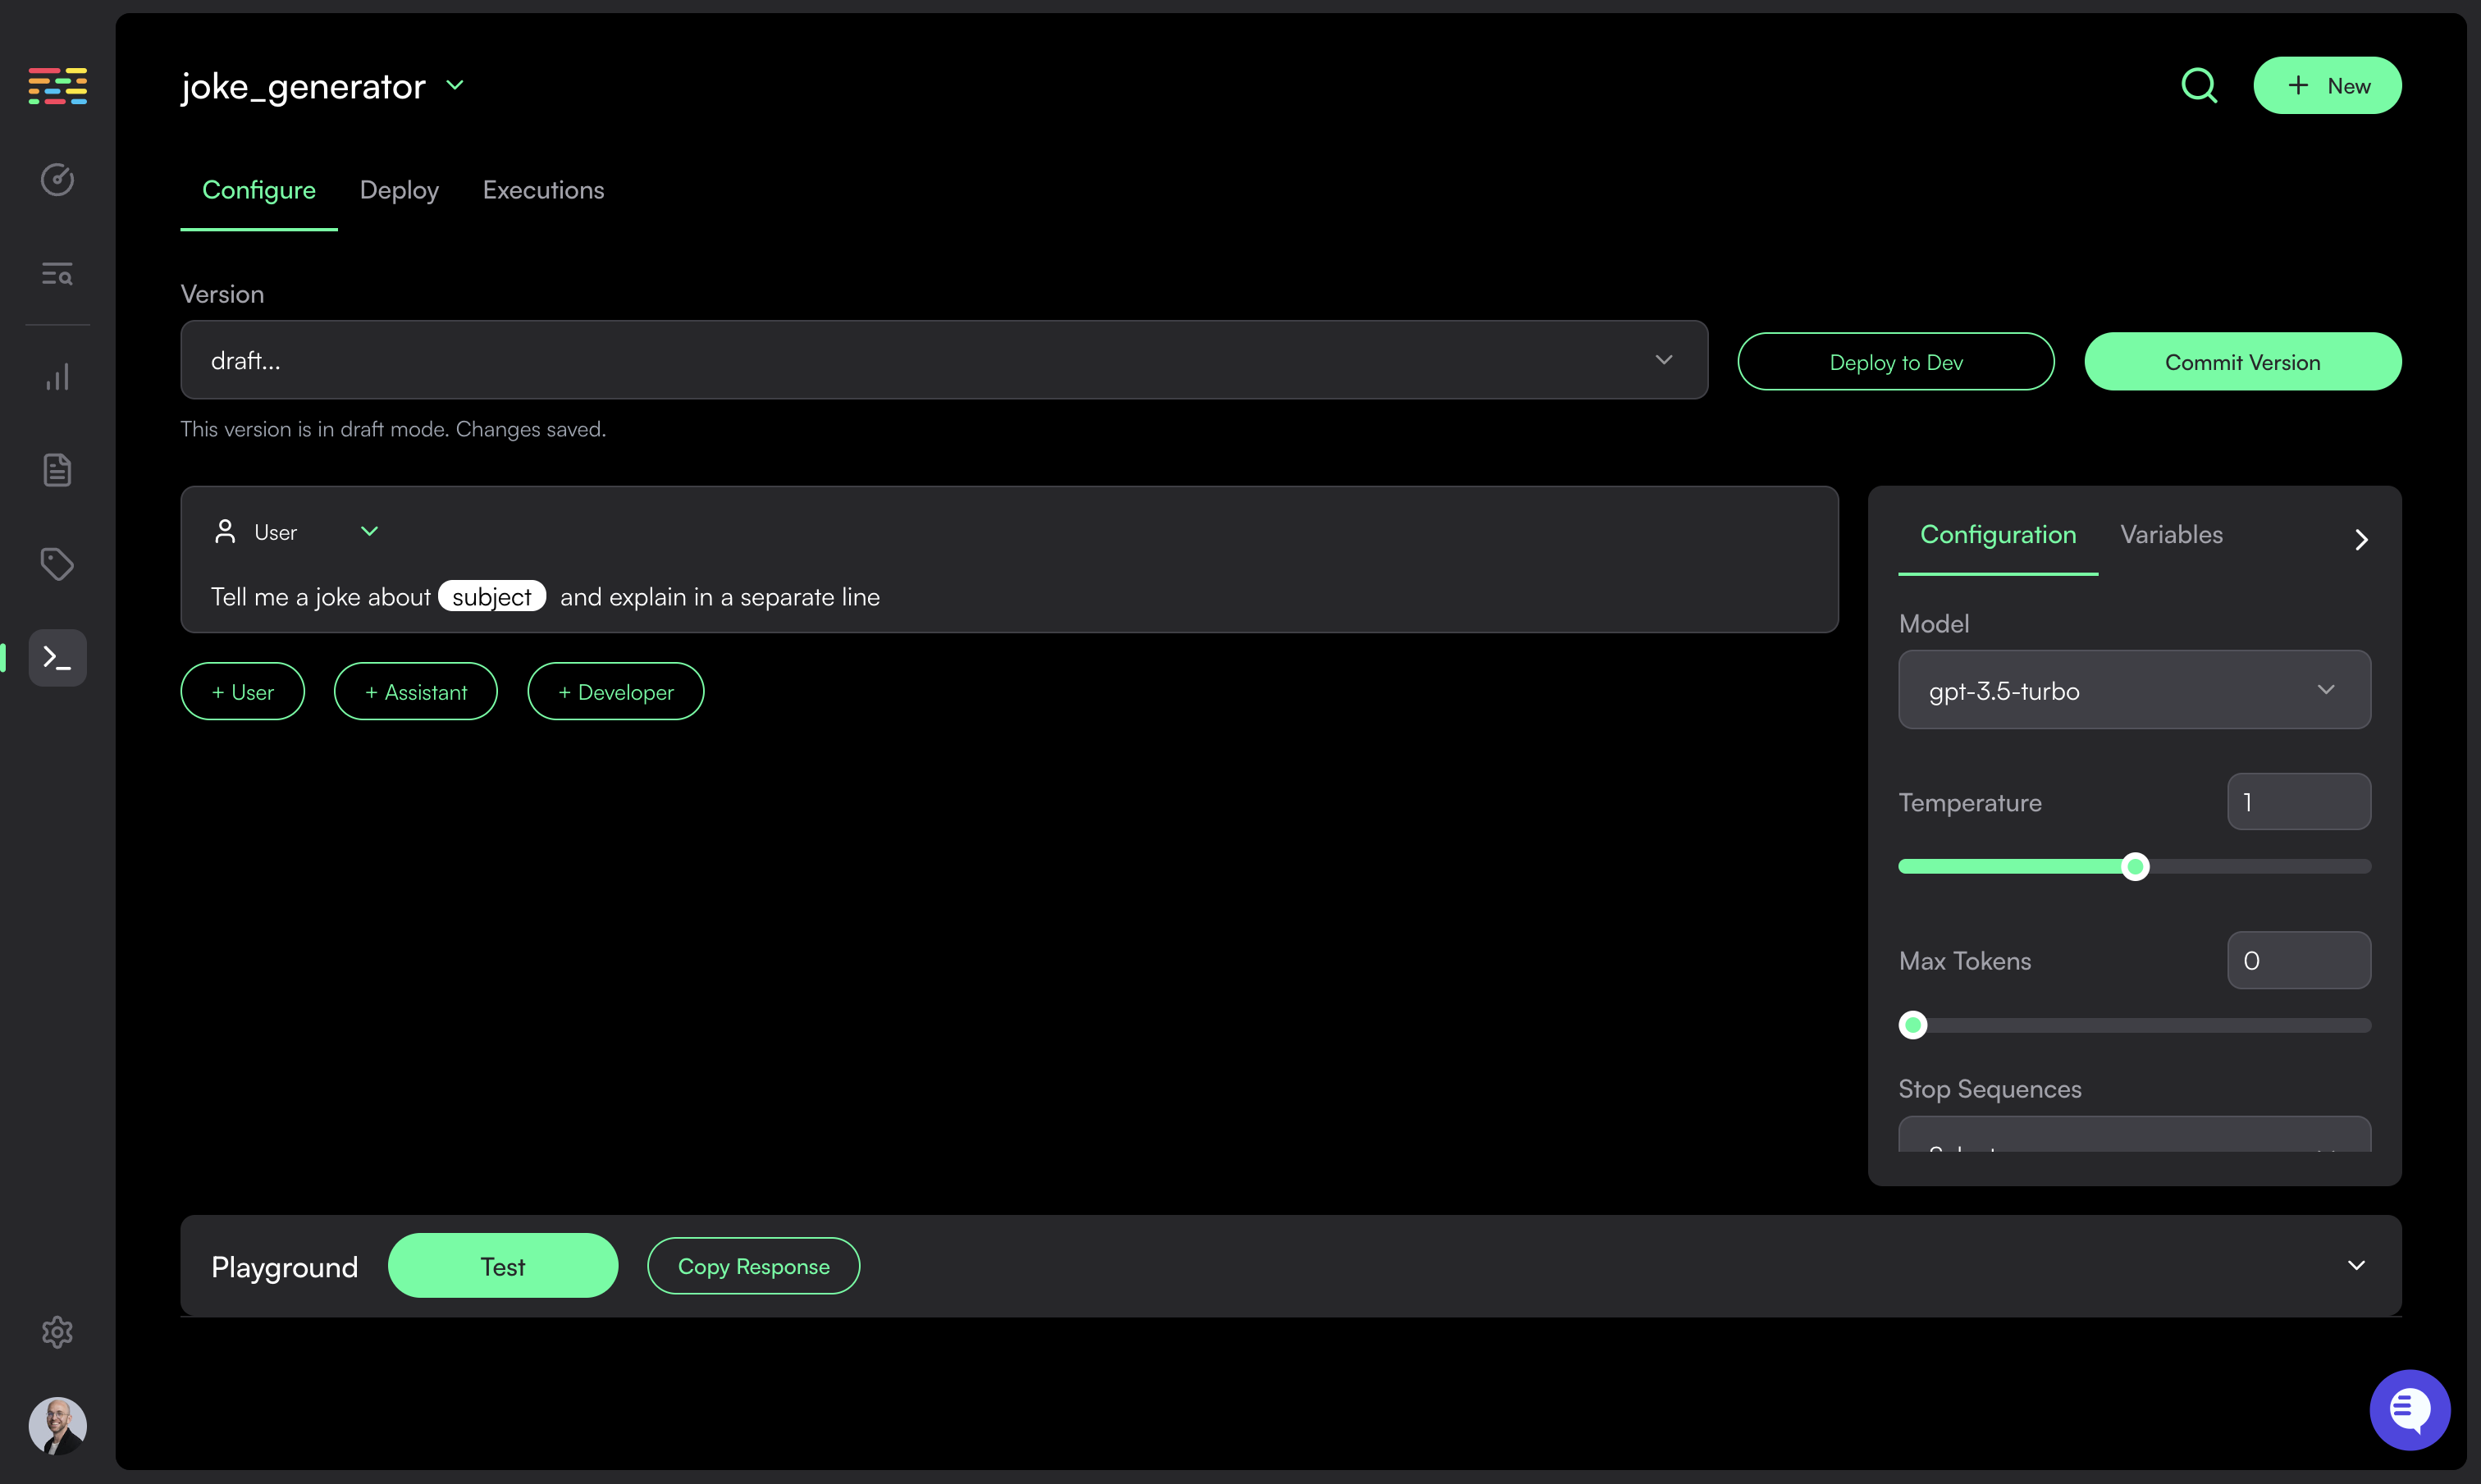 joke_generator
+ New
Configure Deploy Executions
Version
draft...
Deploy to Dev
Commit Version
This version is in draft mode. Changes saved.
User
Tell me a joke about subject and explain in a separate line
+ User + Assistant + Developer
Configuration Variables
Model
gpt-3.5-turbo
Temperature 1
Max Tokens 0
Stop Sequences
Playground Test Copy Response